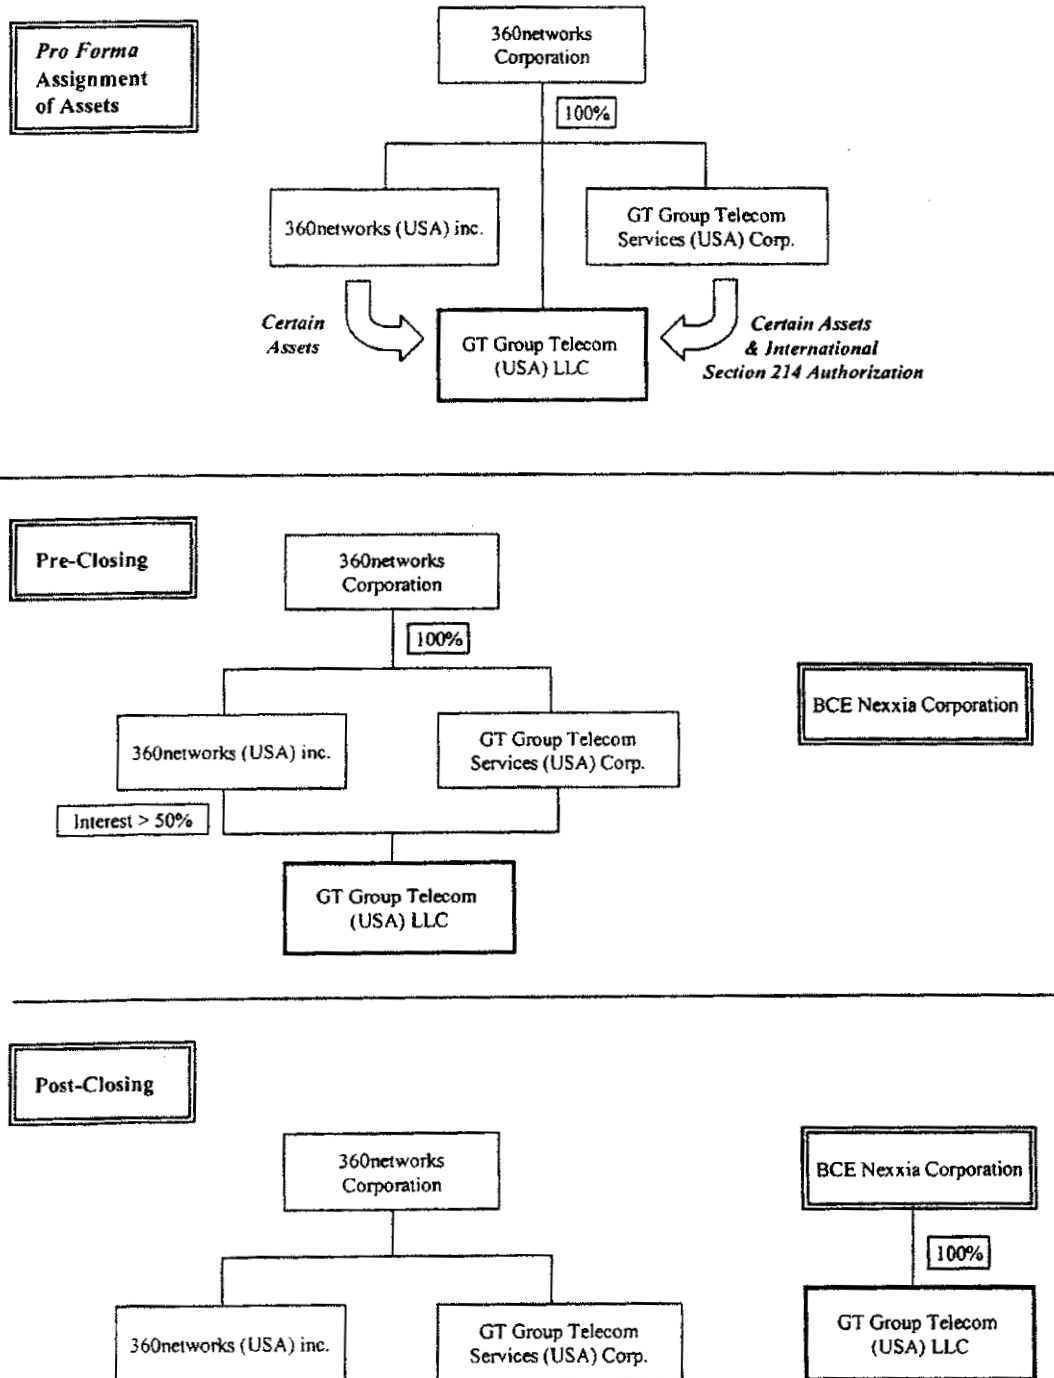 Pro Forma
Assignment
of Assets
360networks
Corporation
100%
360networks (USA) inc.
GT Group Telecom
Services (USA) Corp.
Certain
Assets
GT Group Telecom
(USA) LLC
Certain Assets
& International
Section 214 Authorization
Pre-Closing
360networks
Corporation
100%
BCE Nexxia Corporation
360networks (USA) inc.
GT Group Telecom
Services (USA) Corp.
Interest > 50%
GT Group Telecom
(USA) LLC
Post-Closing
360networks
Corporation
BCE Nexxia Corporation
100%
360networks (USA) inc.
GT Group Telecom
Services (USA) Corp.
GT Group Telecom
(USA) LLC